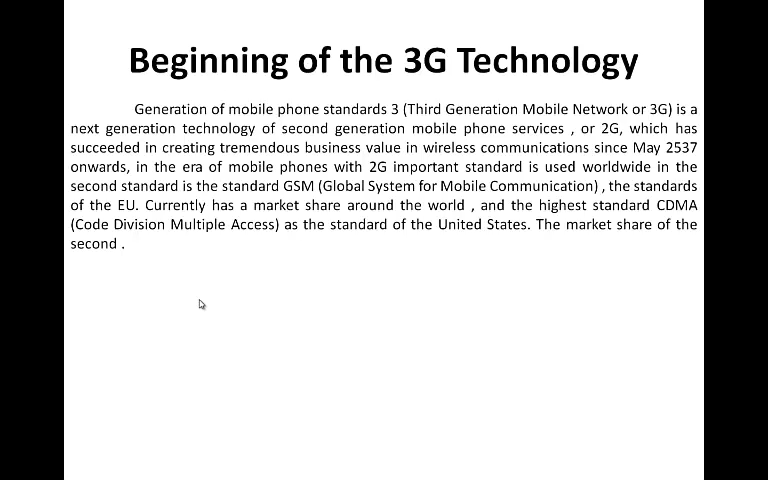 Beginning of the 3G Technology
Generation of mobile phone standards 3 (Third Generation Mobile Network or 3G) is a
next generation technology of second generation mobile phone services , or 2G, which has
succeeded in creating tremendous business value in wireless communications since May 2537
onwards, in the era of mobile phones with 2G important standard is used worldwide in the
second standard is the standard GSM (Global System for Mobile Communication) , the standards
of the EU. Currently has a market share around the world , and the highest standard CDMA
(Code Division Multiple Access) as the standard of the United States. The market share of the
second .